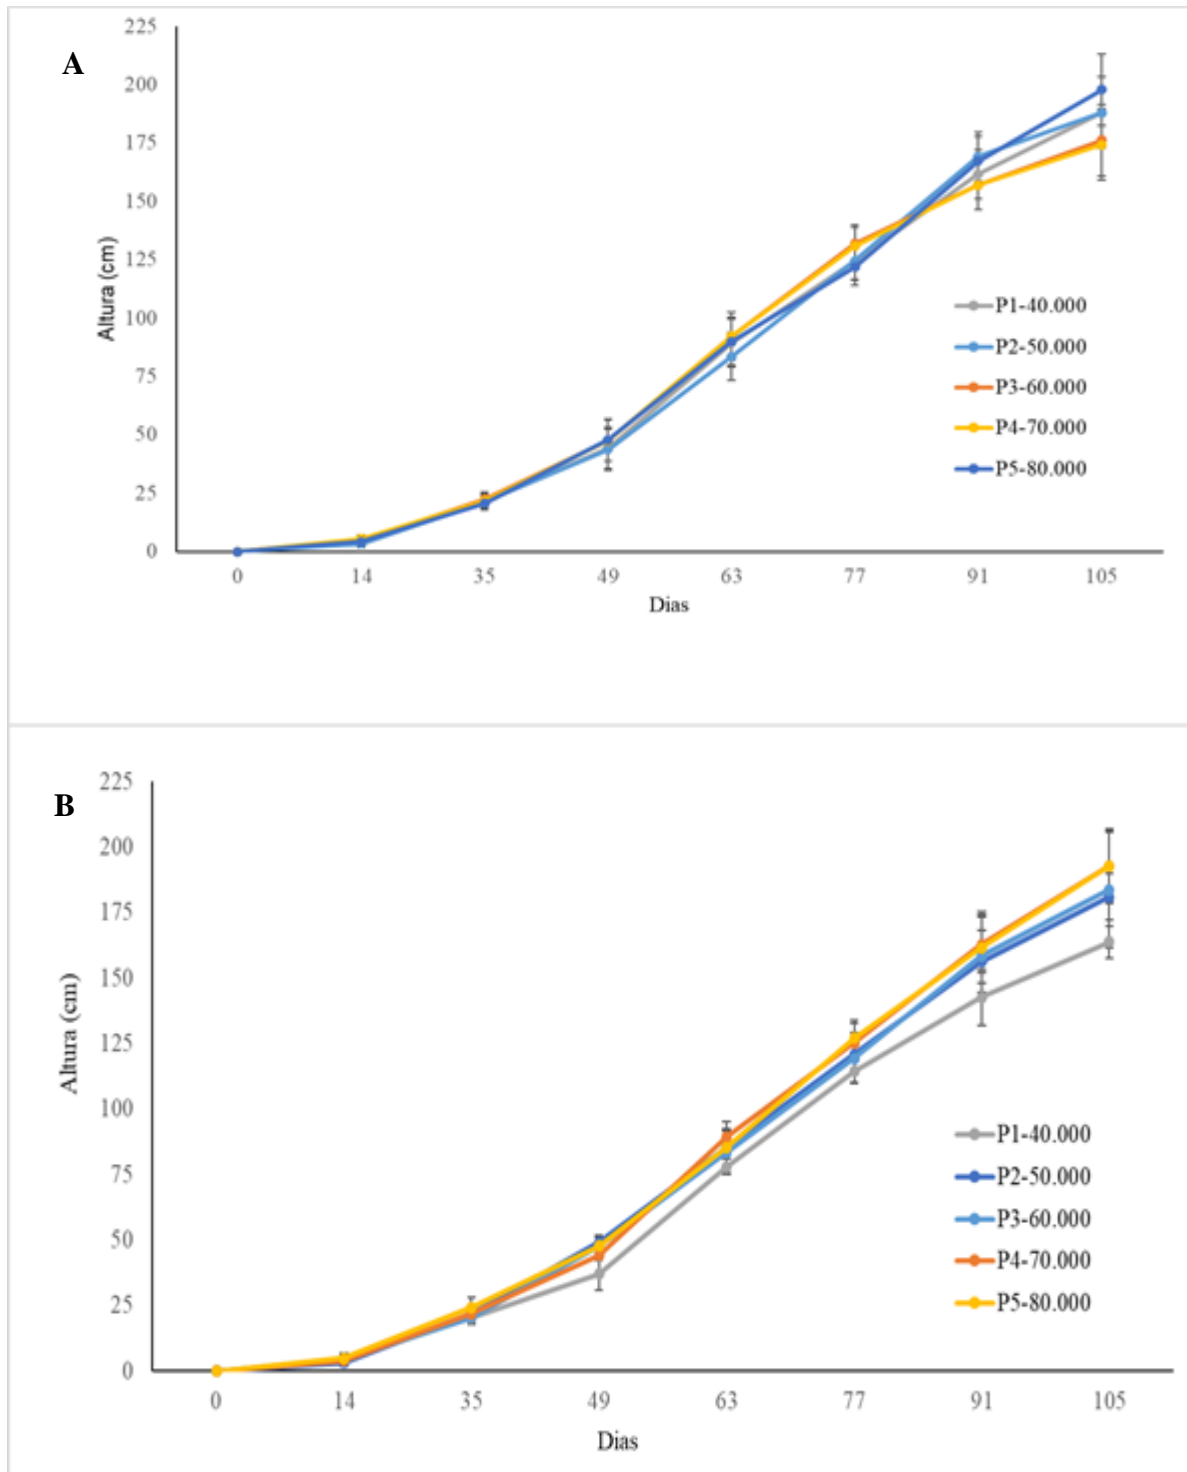 A
225
200
175
150
125
100
75
50
25
0
Altura (cm)
0 14 35 49 63 77 91 105
Dias
P1-40.000
P2-50.000
P3-60.000
P4-70.000
P5-80.000
B
225
200
175
150
125
100
75
50
25
0
Altura (cm)
0 14 35 49 63 77 91 105
Dias
P1-40.000
P2-50.000
P3-60.000
P4-70.000
P5-80.000